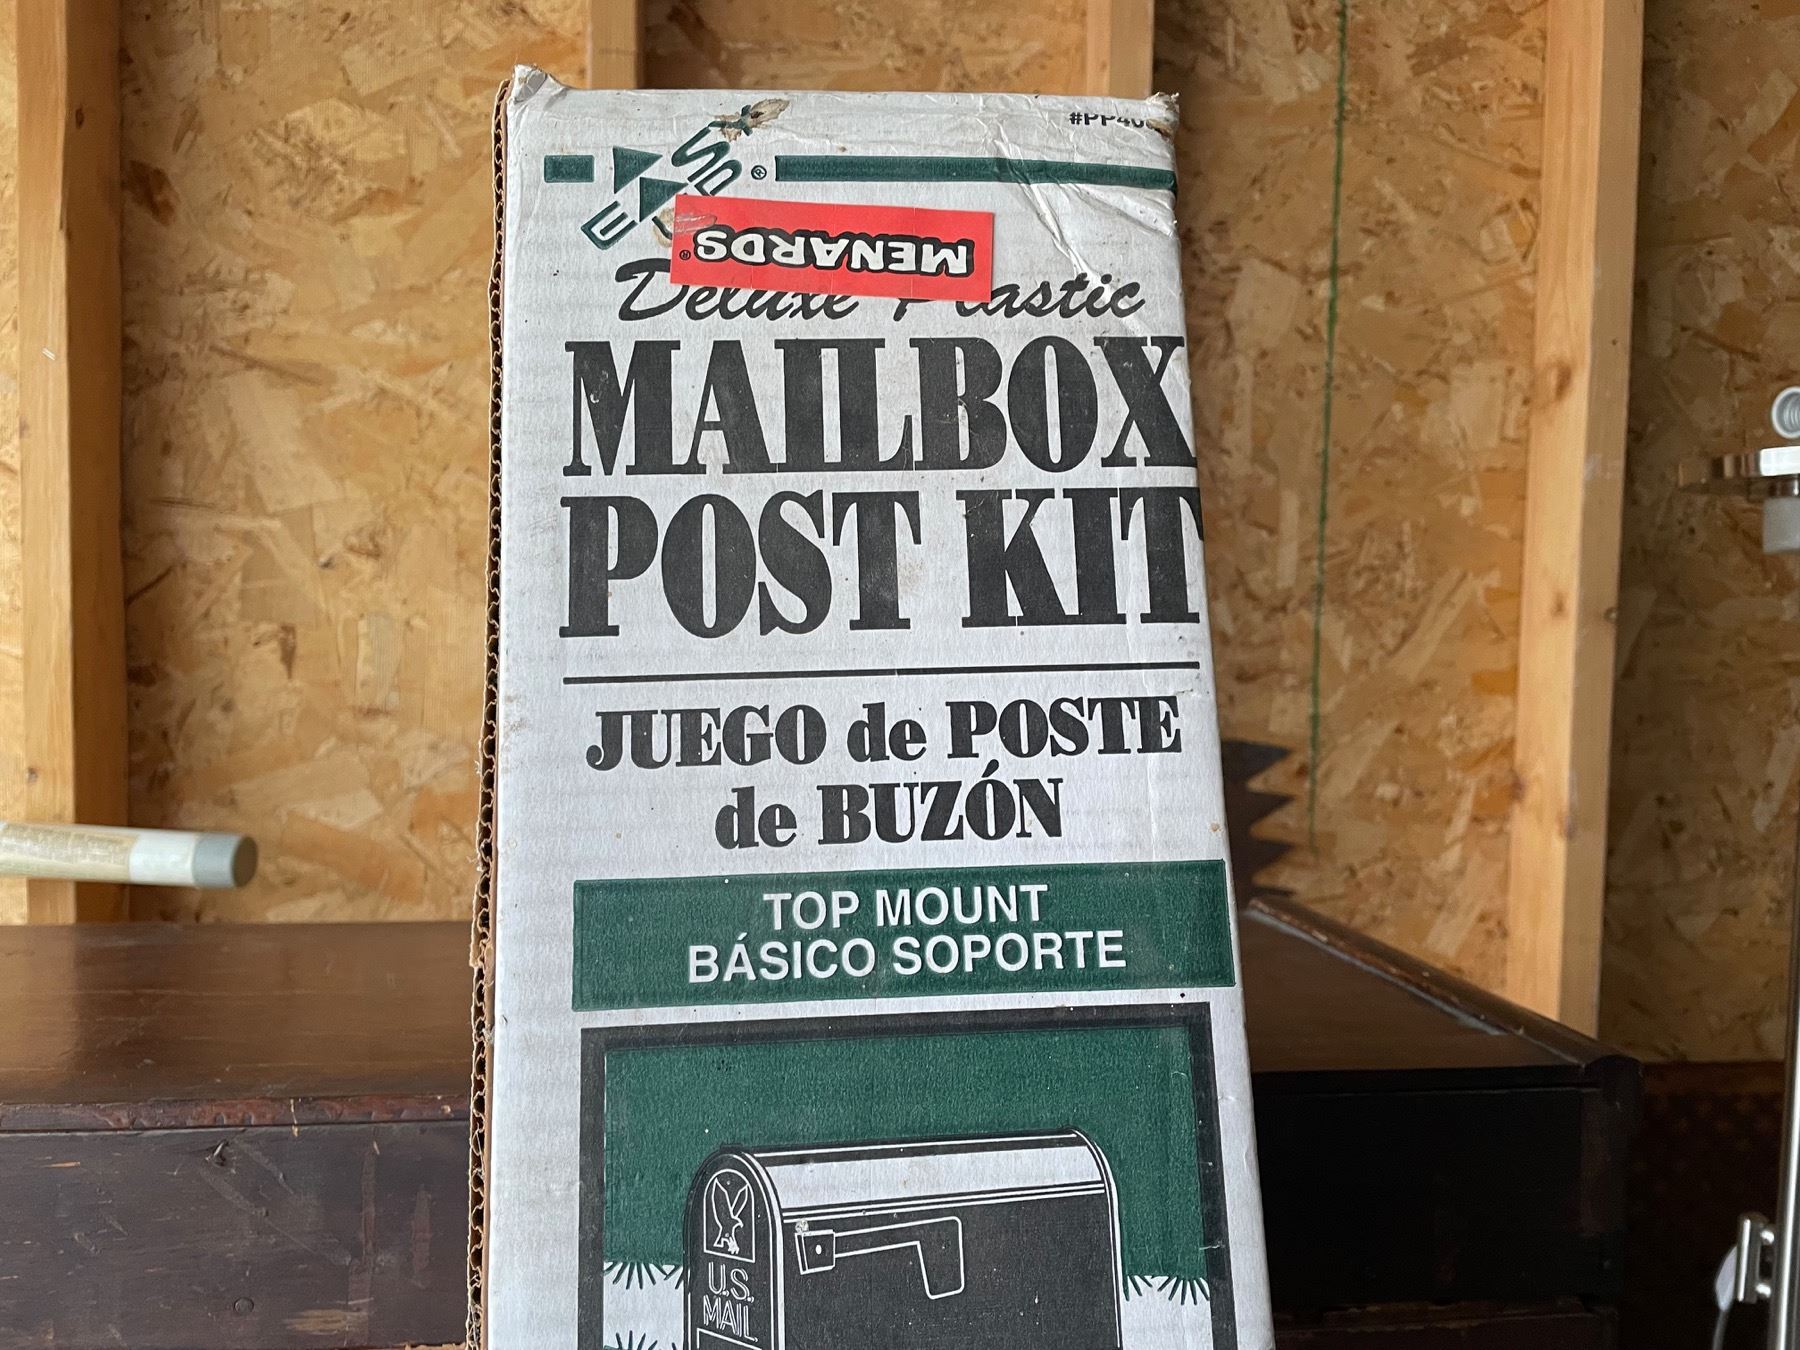 MENARDS®
Deluxe Plastic
MAILBOX
POST KIT
JUEGO de POSTE
de BUZÓN
TOP MOUNT
BÁSICO SOPORTE
U.S.
MAIL